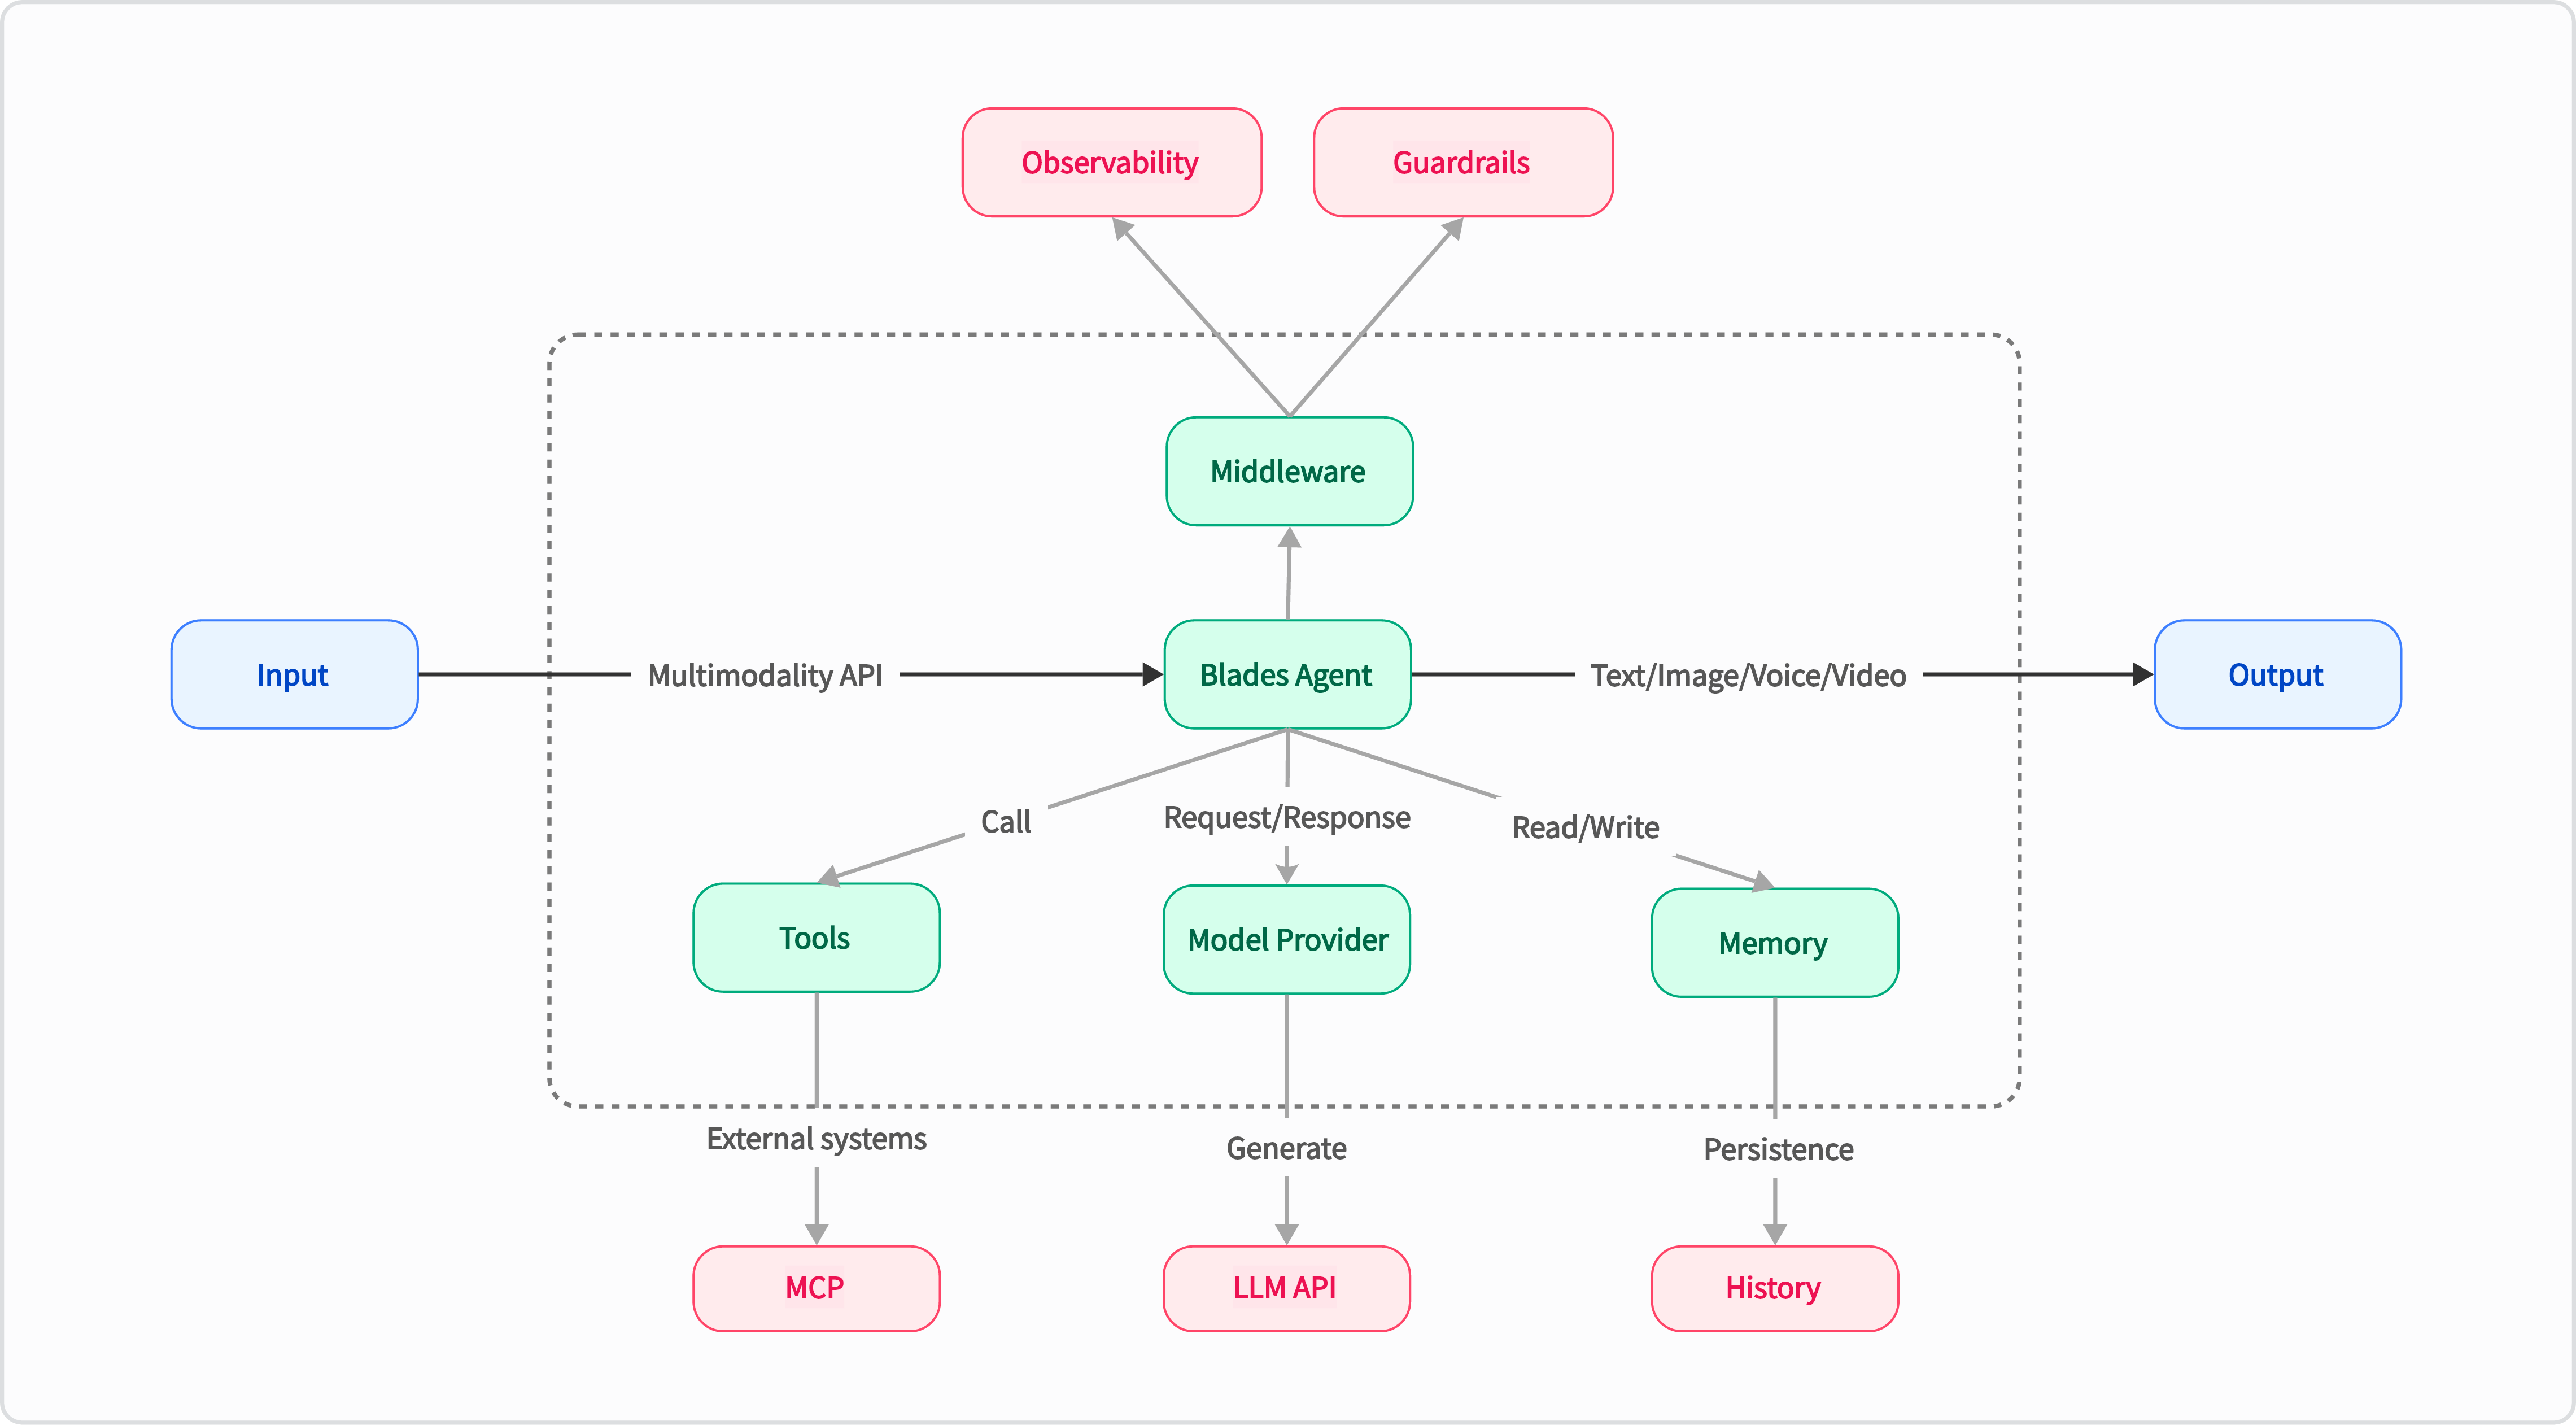 Observability
Guardrails
Middleware
Input
Multimodality API
Blades Agent
Text/Image/Voice/Video
Output
Call
Request/Response
Read/Write
Tools
Model Provider
Memory
External systems
Generate
Persistence
MCP
LLM API
History